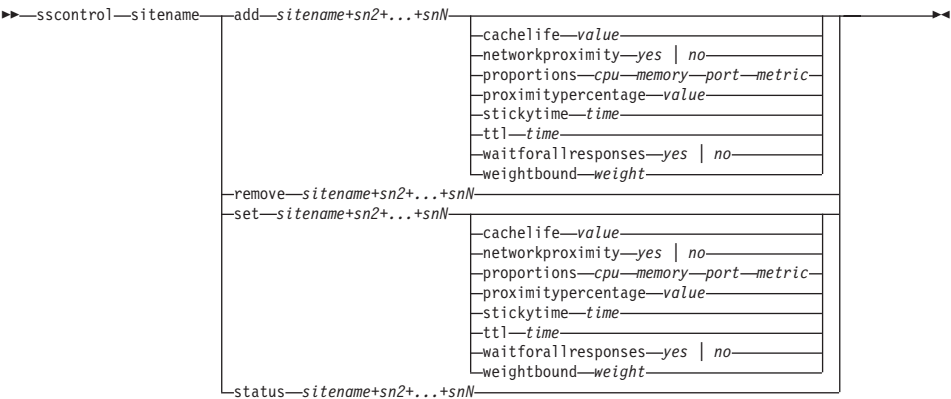 sscontrol sitename add sitename+sn2+...+snN
cachelife value
networkproximity yes | no
proportions cpu memory port metric
proximitypercentage value
stickytime time
ttl time
waitforallresponses yes | no
weightbound weight
remove sitename+sn2+...+snN
set sitename+sn2+...+snN
cachelife value
networkproximity yes | no
proportions cpu memory port metric
proximitypercentage value
stickytime time
ttl time
waitforallresponses yes | no
weightbound weight
status sitename+sn2+...+snN